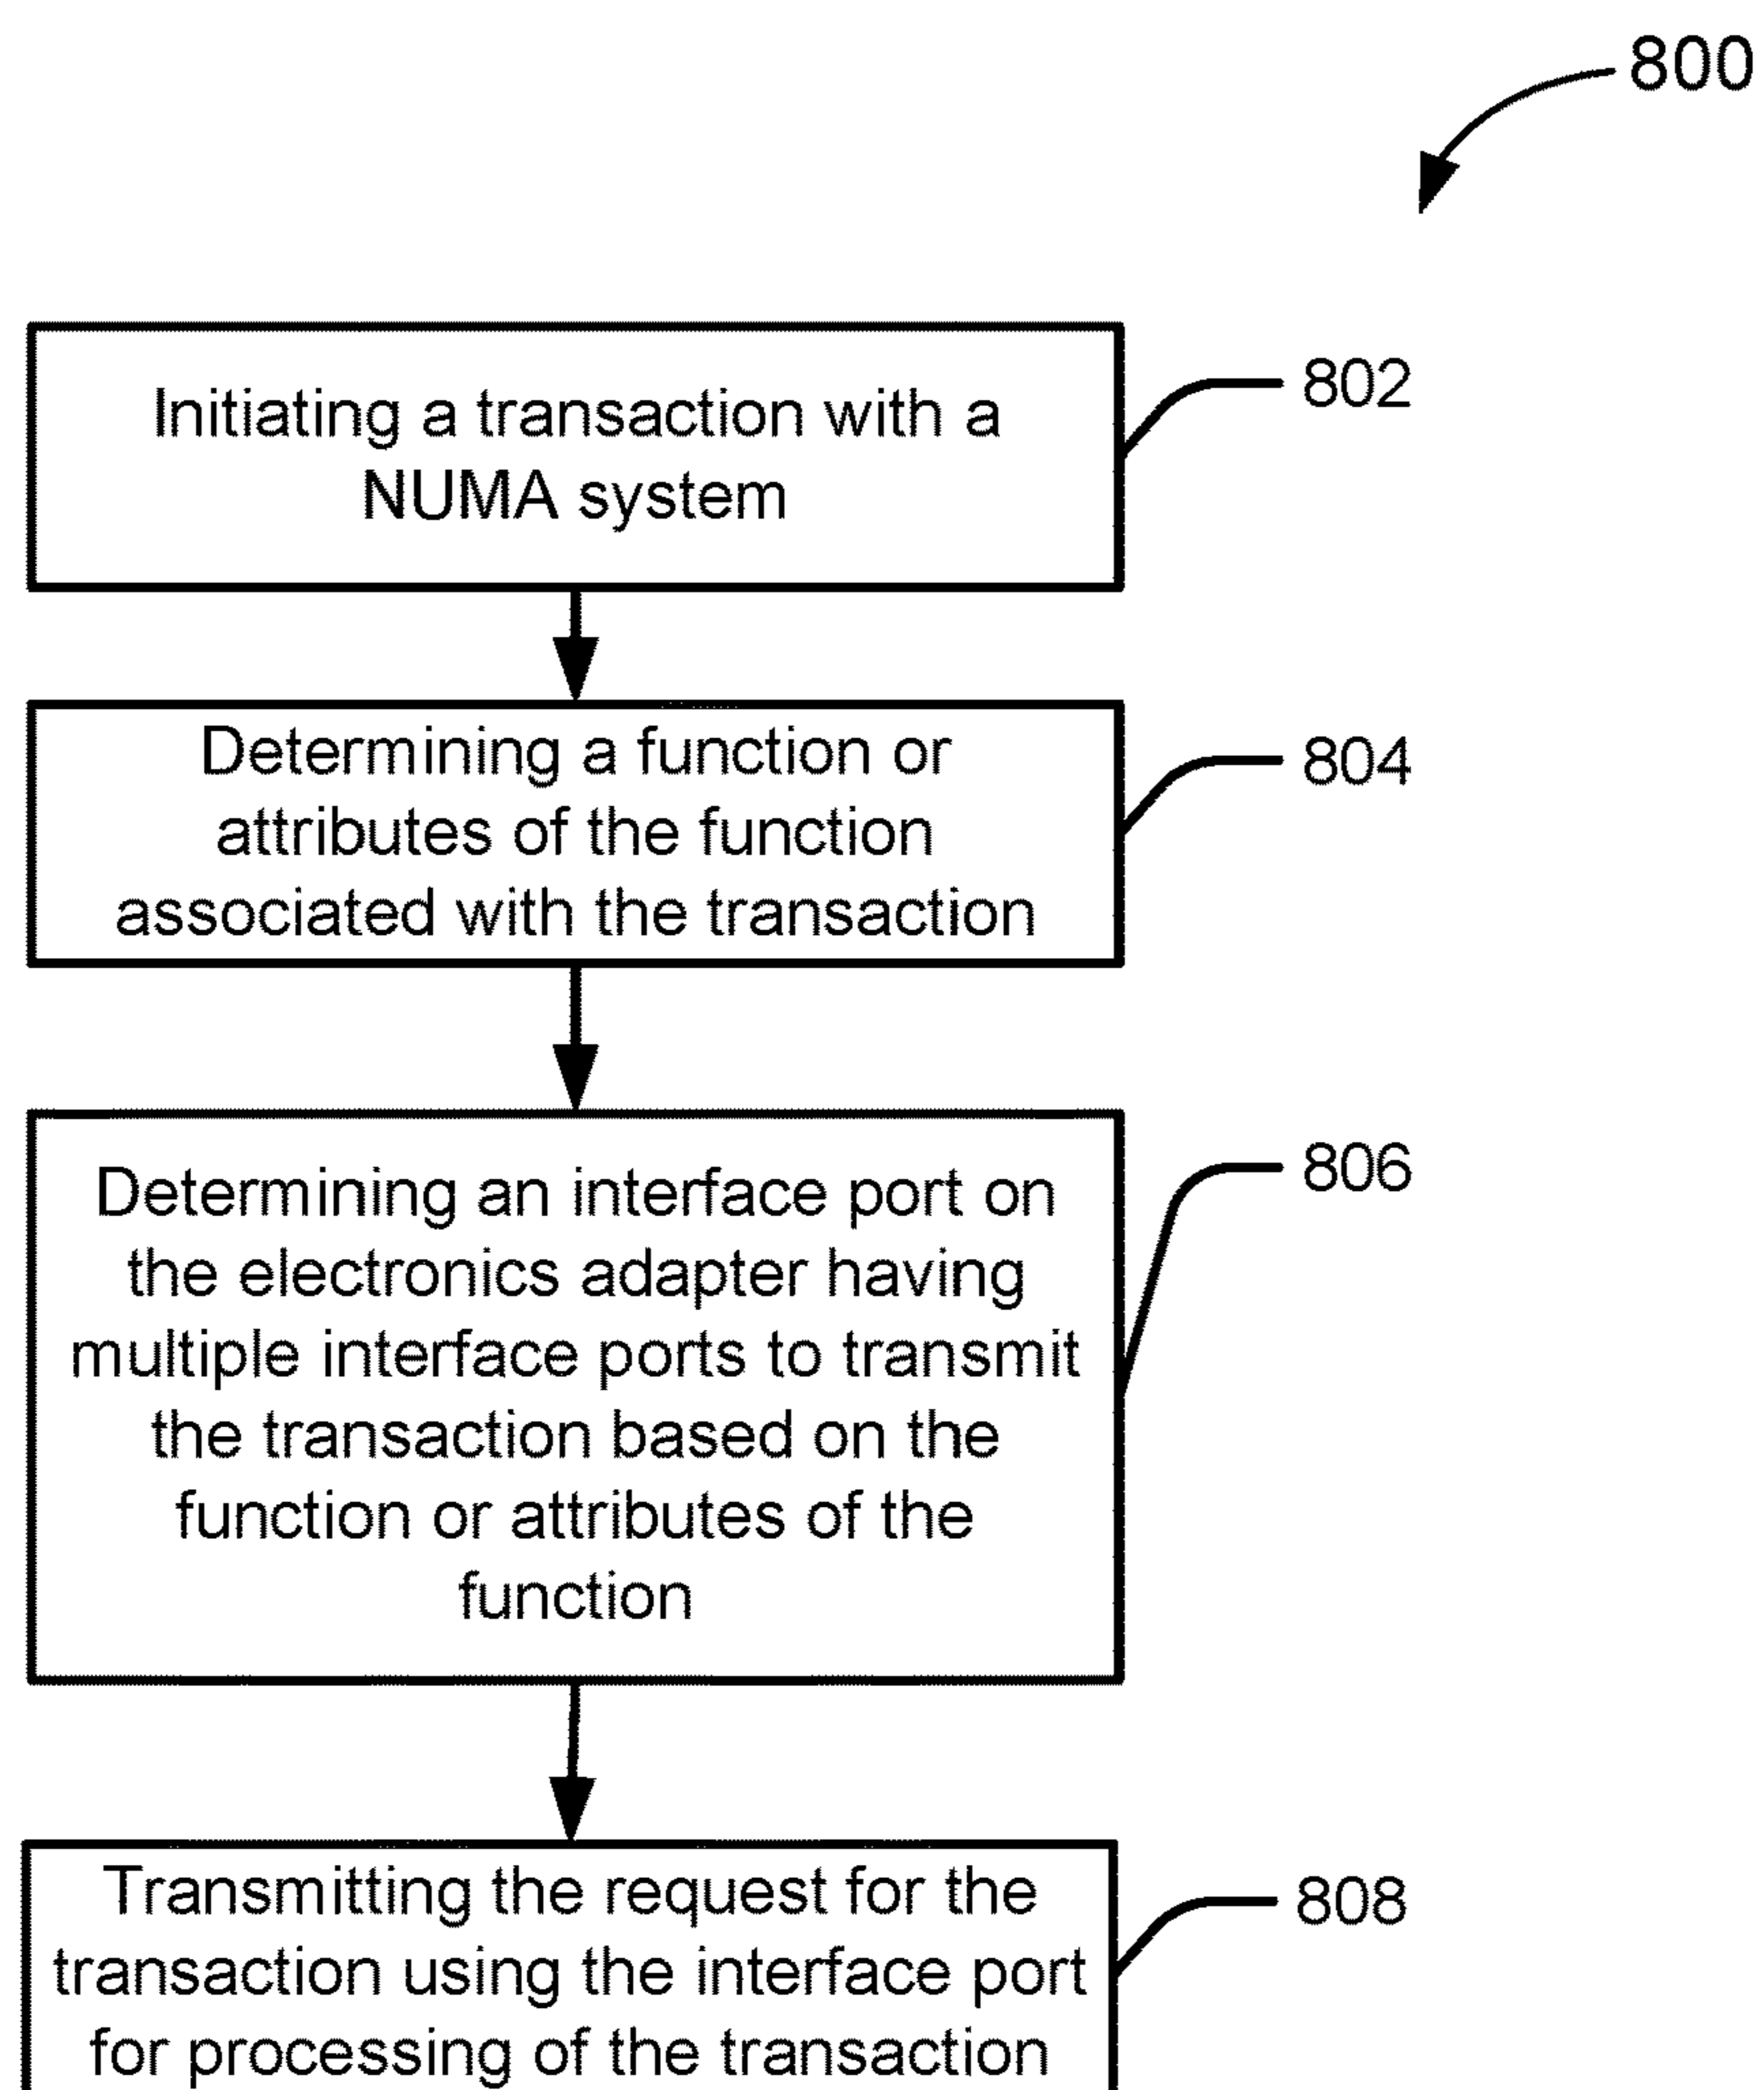 800
Initiating a transaction with a
NUMA system
802
Determining a function or
attributes of the function
associated with the transaction
804
Determining an interface port on
the electronics adapter having
multiple interface ports to transmit
the transaction based on the
function or attributes of the
function
806
Transmitting the request for the
transaction using the interface port
for processing of the transaction
808